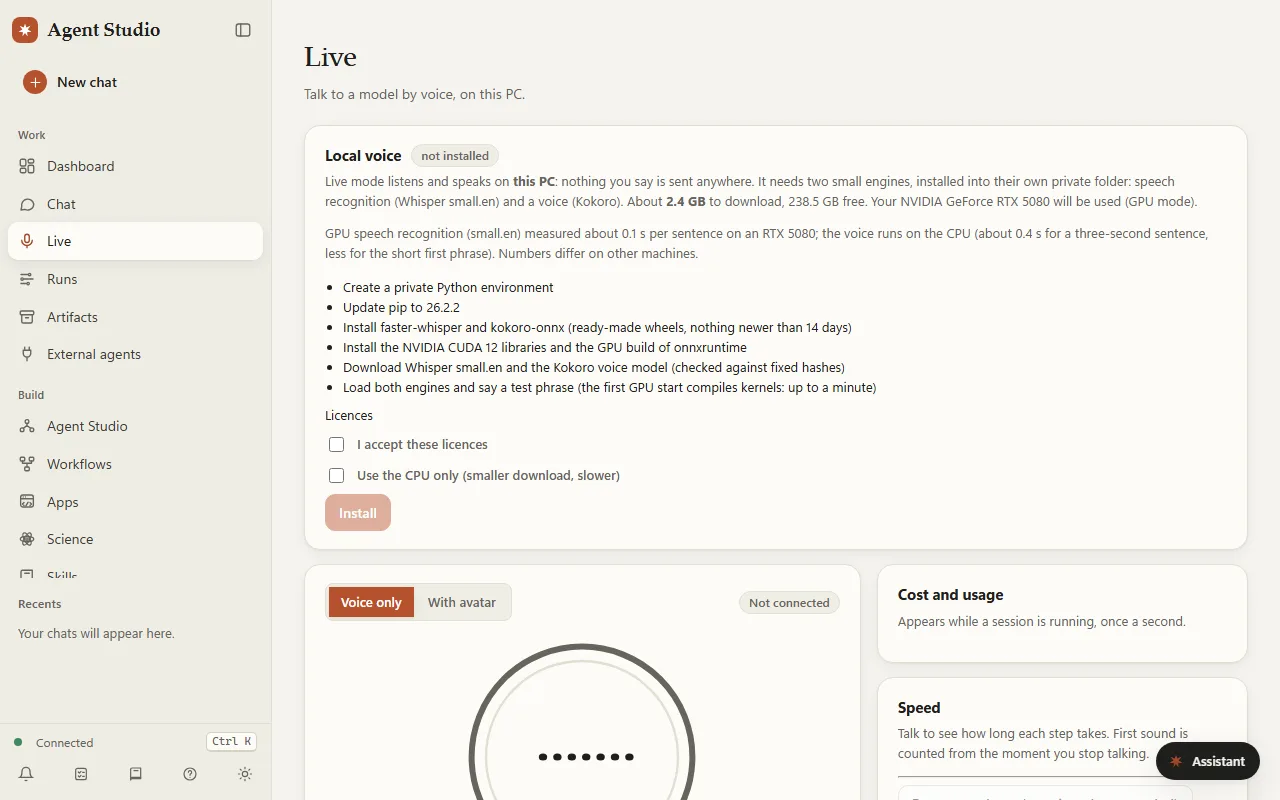 Agent Studio
New chat
Work
Dashboard
Chat
Live
Runs
Artifacts
External agents
Build
Agent Studio
Workflows
Apps
Science
Skills
Recents
Your chats will appear here.
Connected
Ctrl K
Live
Talk to a model by voice, on this PC.
Local voice not installed
Live mode listens and speaks on this PC: nothing you say is sent anywhere. It needs two small engines, installed into their own private folder: speech
recognition (Whisper small.en) and a voice (Kokoro). About 2.4 GB to download, 238.5 GB free. Your NVIDIA GeForce RTX 5080 will be used (GPU mode).
GPU speech recognition (small.en) measured about 0.1 s per sentence on an RTX 5080; the voice runs on the CPU (about 0.4 s for a three-second sentence,
less for the short first phrase). Numbers differ on other machines.
Create a private Python environment
Update pip to 26.2.2
Install faster-whisper and kokoro-onnx (ready-made wheels, nothing newer than 14 days)
Install the NVIDIA CUDA 12 libraries and the GPU build of onnxruntime
Download Whisper small.en and the Kokoro voice model (checked against fixed hashes)
Load both engines and say a test phrase (the first GPU start compiles kernels: up to a minute)
Licences
I accept these licences
Use the CPU only (smaller download, slower)
Install
Voice only With avatar Not connected
Cost and usage
Appears while a session is running, once a second.
Speed
Talk to see how long each step takes. First sound is
counted from the moment you stop talking.
Assistant